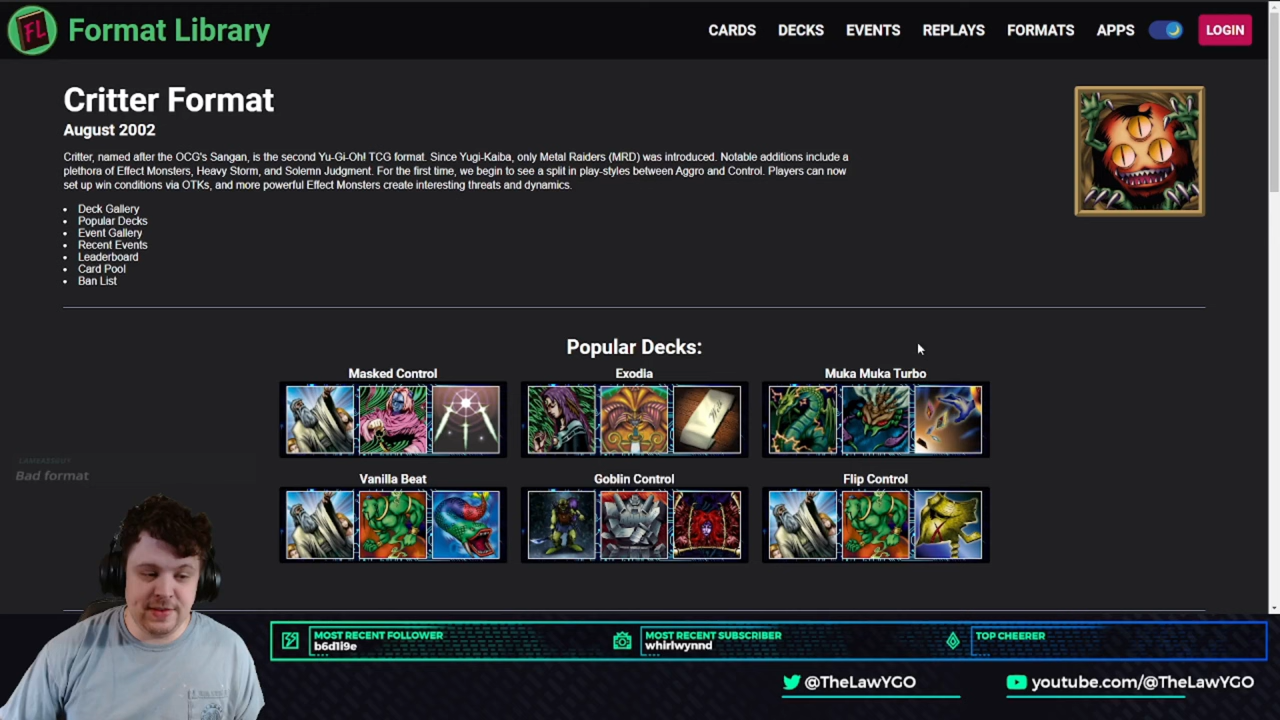 FL Format Library
CARDS DECKS EVENTS REPLAYS FORMATS APPS LOGIN
Critter Format
August 2002
Critter, named after the OCG's Sangan, is the second Yu-Gi-Oh! TCG format. Since Yugi-Kaiba, only Metal Raiders (MRD) was introduced. Notable additions include a
plethora of Effect Monsters, Heavy Storm, and Solemn Judgment. For the first time, we begin to see a split in play-styles between Aggro and Control. Players can now
set up win conditions via OTKs, and more powerful Effect Monsters create interesting threats and dynamics.
• Deck Gallery
• Popular Decks
• Event Gallery
• Recent Events
• Leaderboard
• Card Pool
• Ban List
Popular Decks:
Masked Control Exodia Muka Muka Turbo
Vanilla Beat Goblin Control Flip Control
Bad format
MOST RECENT FOLLOWER
b6d1i9e
MOST RECENT SUBSCRIBER
whirlwynnd
TOP CHEERER
@TheLawYGO
youtube.com/@TheLawYGO